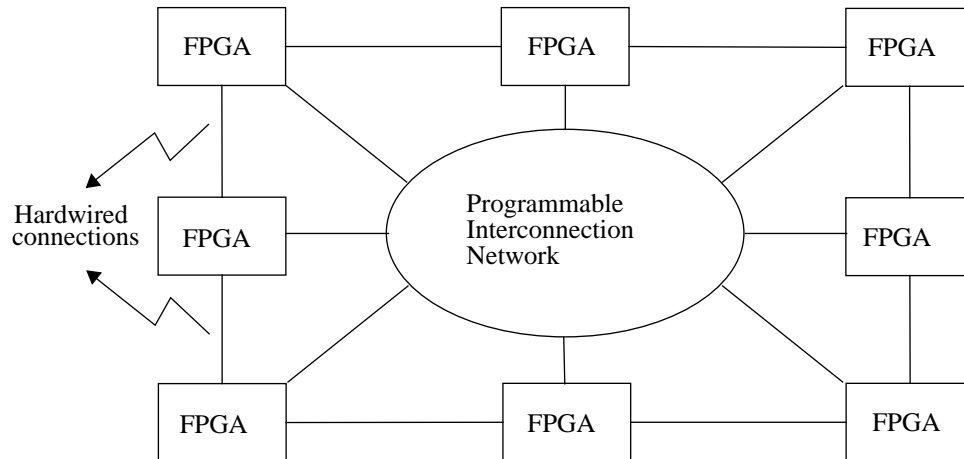 FPGA
FPGA
FPGA
Hardwired
connections
FPGA
Programmable
Interconnection
Network
FPGA
FPGA
FPGA
FPGA